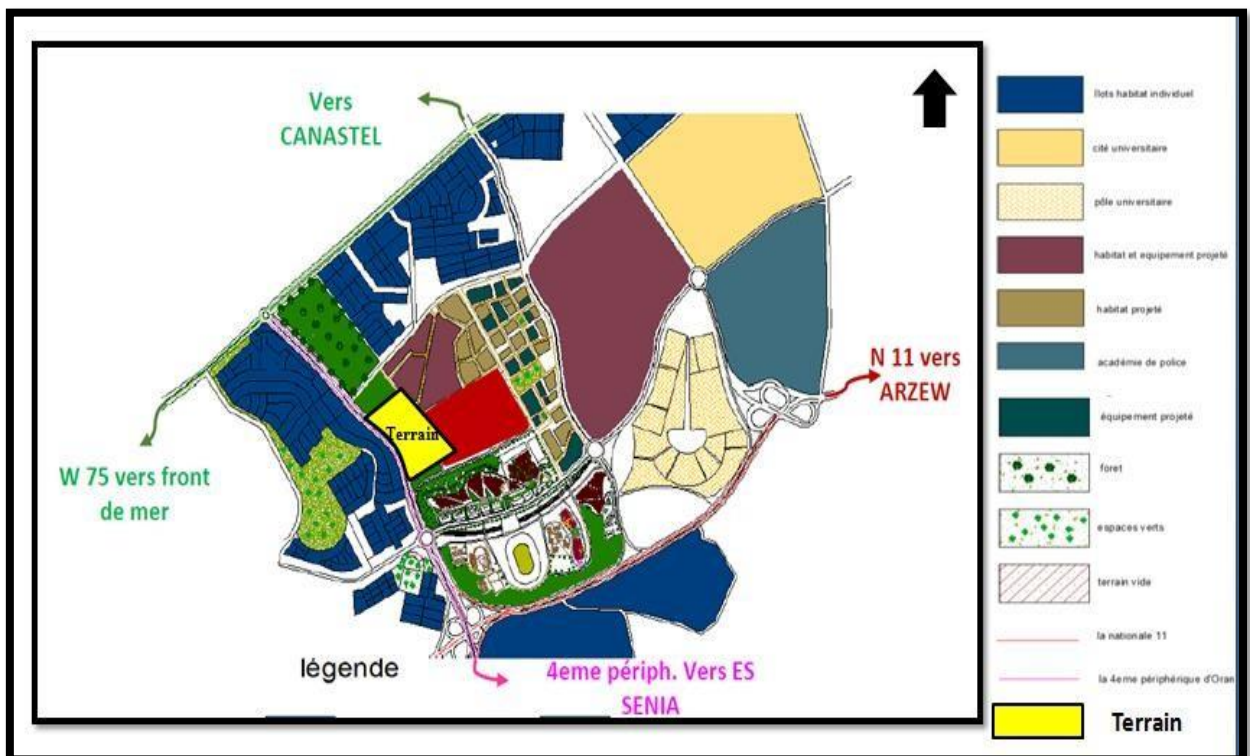 Vers
CANASTEL
N 11 vers
ARZEW
Terrain
W 75 vers front
de mer
légende
4eme périph. Vers ES
SENIA
Ilots habitat individuel
cité universitaire
pôle universitaire
habitat et equipement projeté
habitat projeté
académie de police
équipement projeté
foret
espaces verts
terrain vide
la nationale 11
la 4eme périphérique d'Oran
Terrain